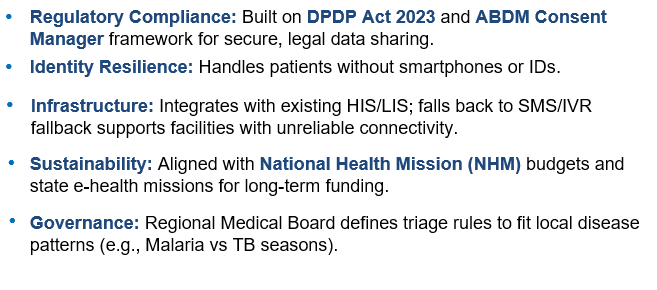 • Regulatory Compliance: Built on DPDP Act 2023 and ABDM Consent
Manager framework for secure, legal data sharing.
• Identity Resilience: Handles patients without smartphones or IDs.
• Infrastructure: Integrates with existing HIS/LIS; falls back to SMS/IVR
fallback supports facilities with unreliable connectivity.
• Sustainability: Aligned with National Health Mission (NHM) budgets and
state e-health missions for long-term funding.
• Governance: Regional Medical Board defines triage rules to fit local disease
patterns (e.g., Malaria vs TB seasons).